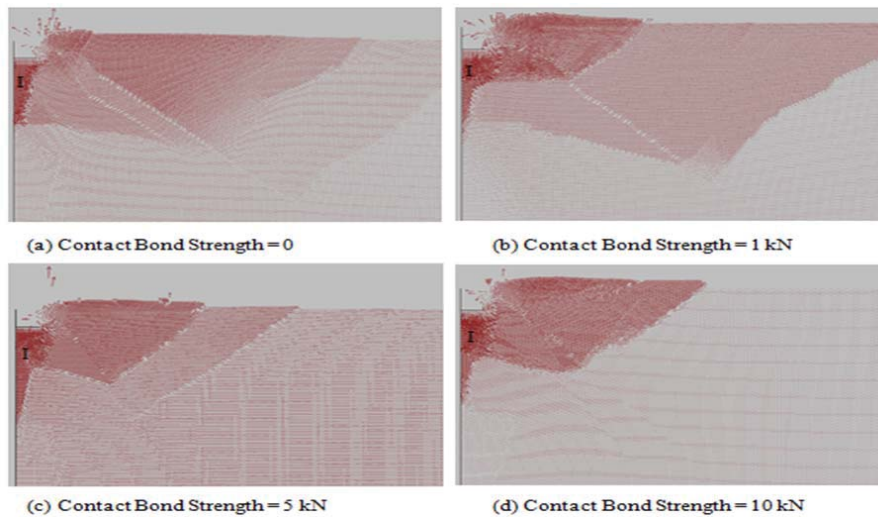 I
I
(a) Contact Bond Strength = 0
(b) Contact Bond Strength = 1 kN
I
I
(c) Contact Bond Strength = 5 kN
(d) Contact Bond Strength = 10 kN